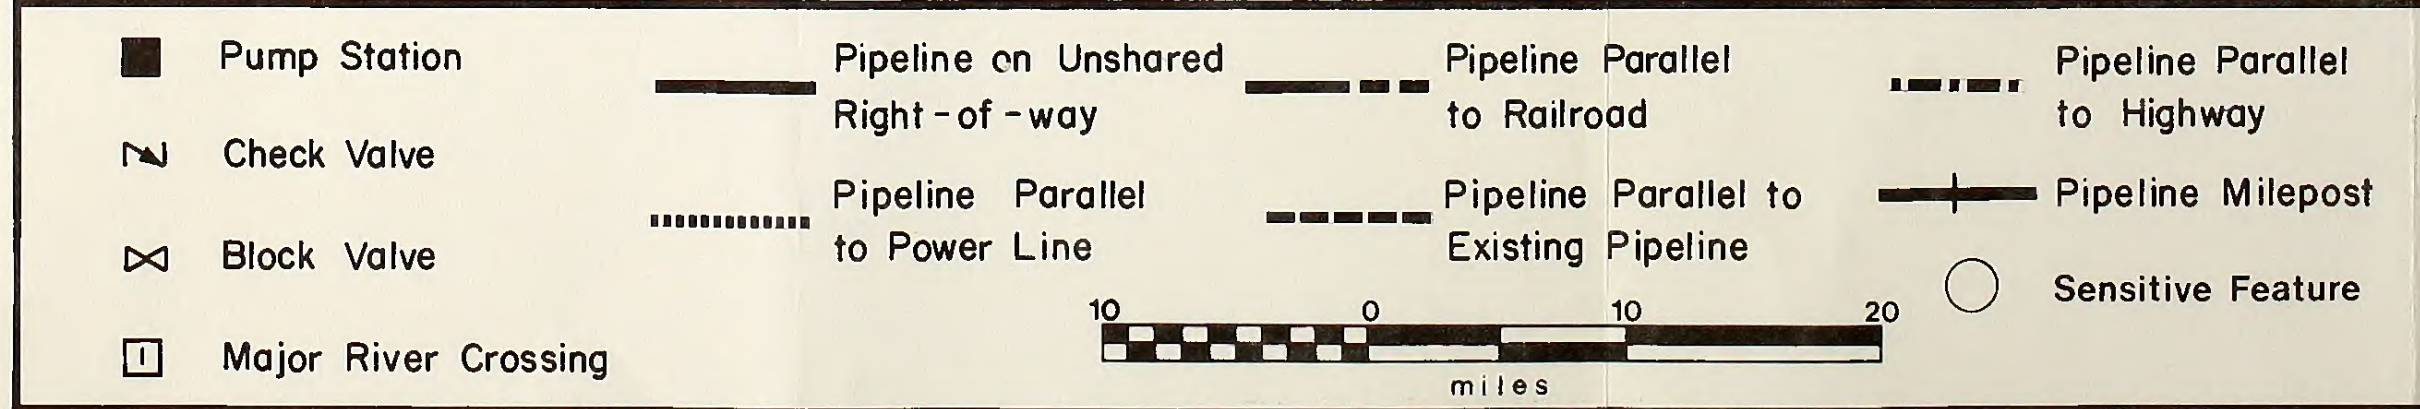 Pump Station
Check Valve
Block Valve
1
Major River Crossing
Pipeline on Unshared
Right-of-way
Pipeline Parallel
to Power Line
Pipeline Parallel
to Railroad
Pipeline Parallel to
Existing Pipeline
Pipeline Parallel
to Highway
Pipeline Milepost
Sensitive Feature
10 0 10 20
miles